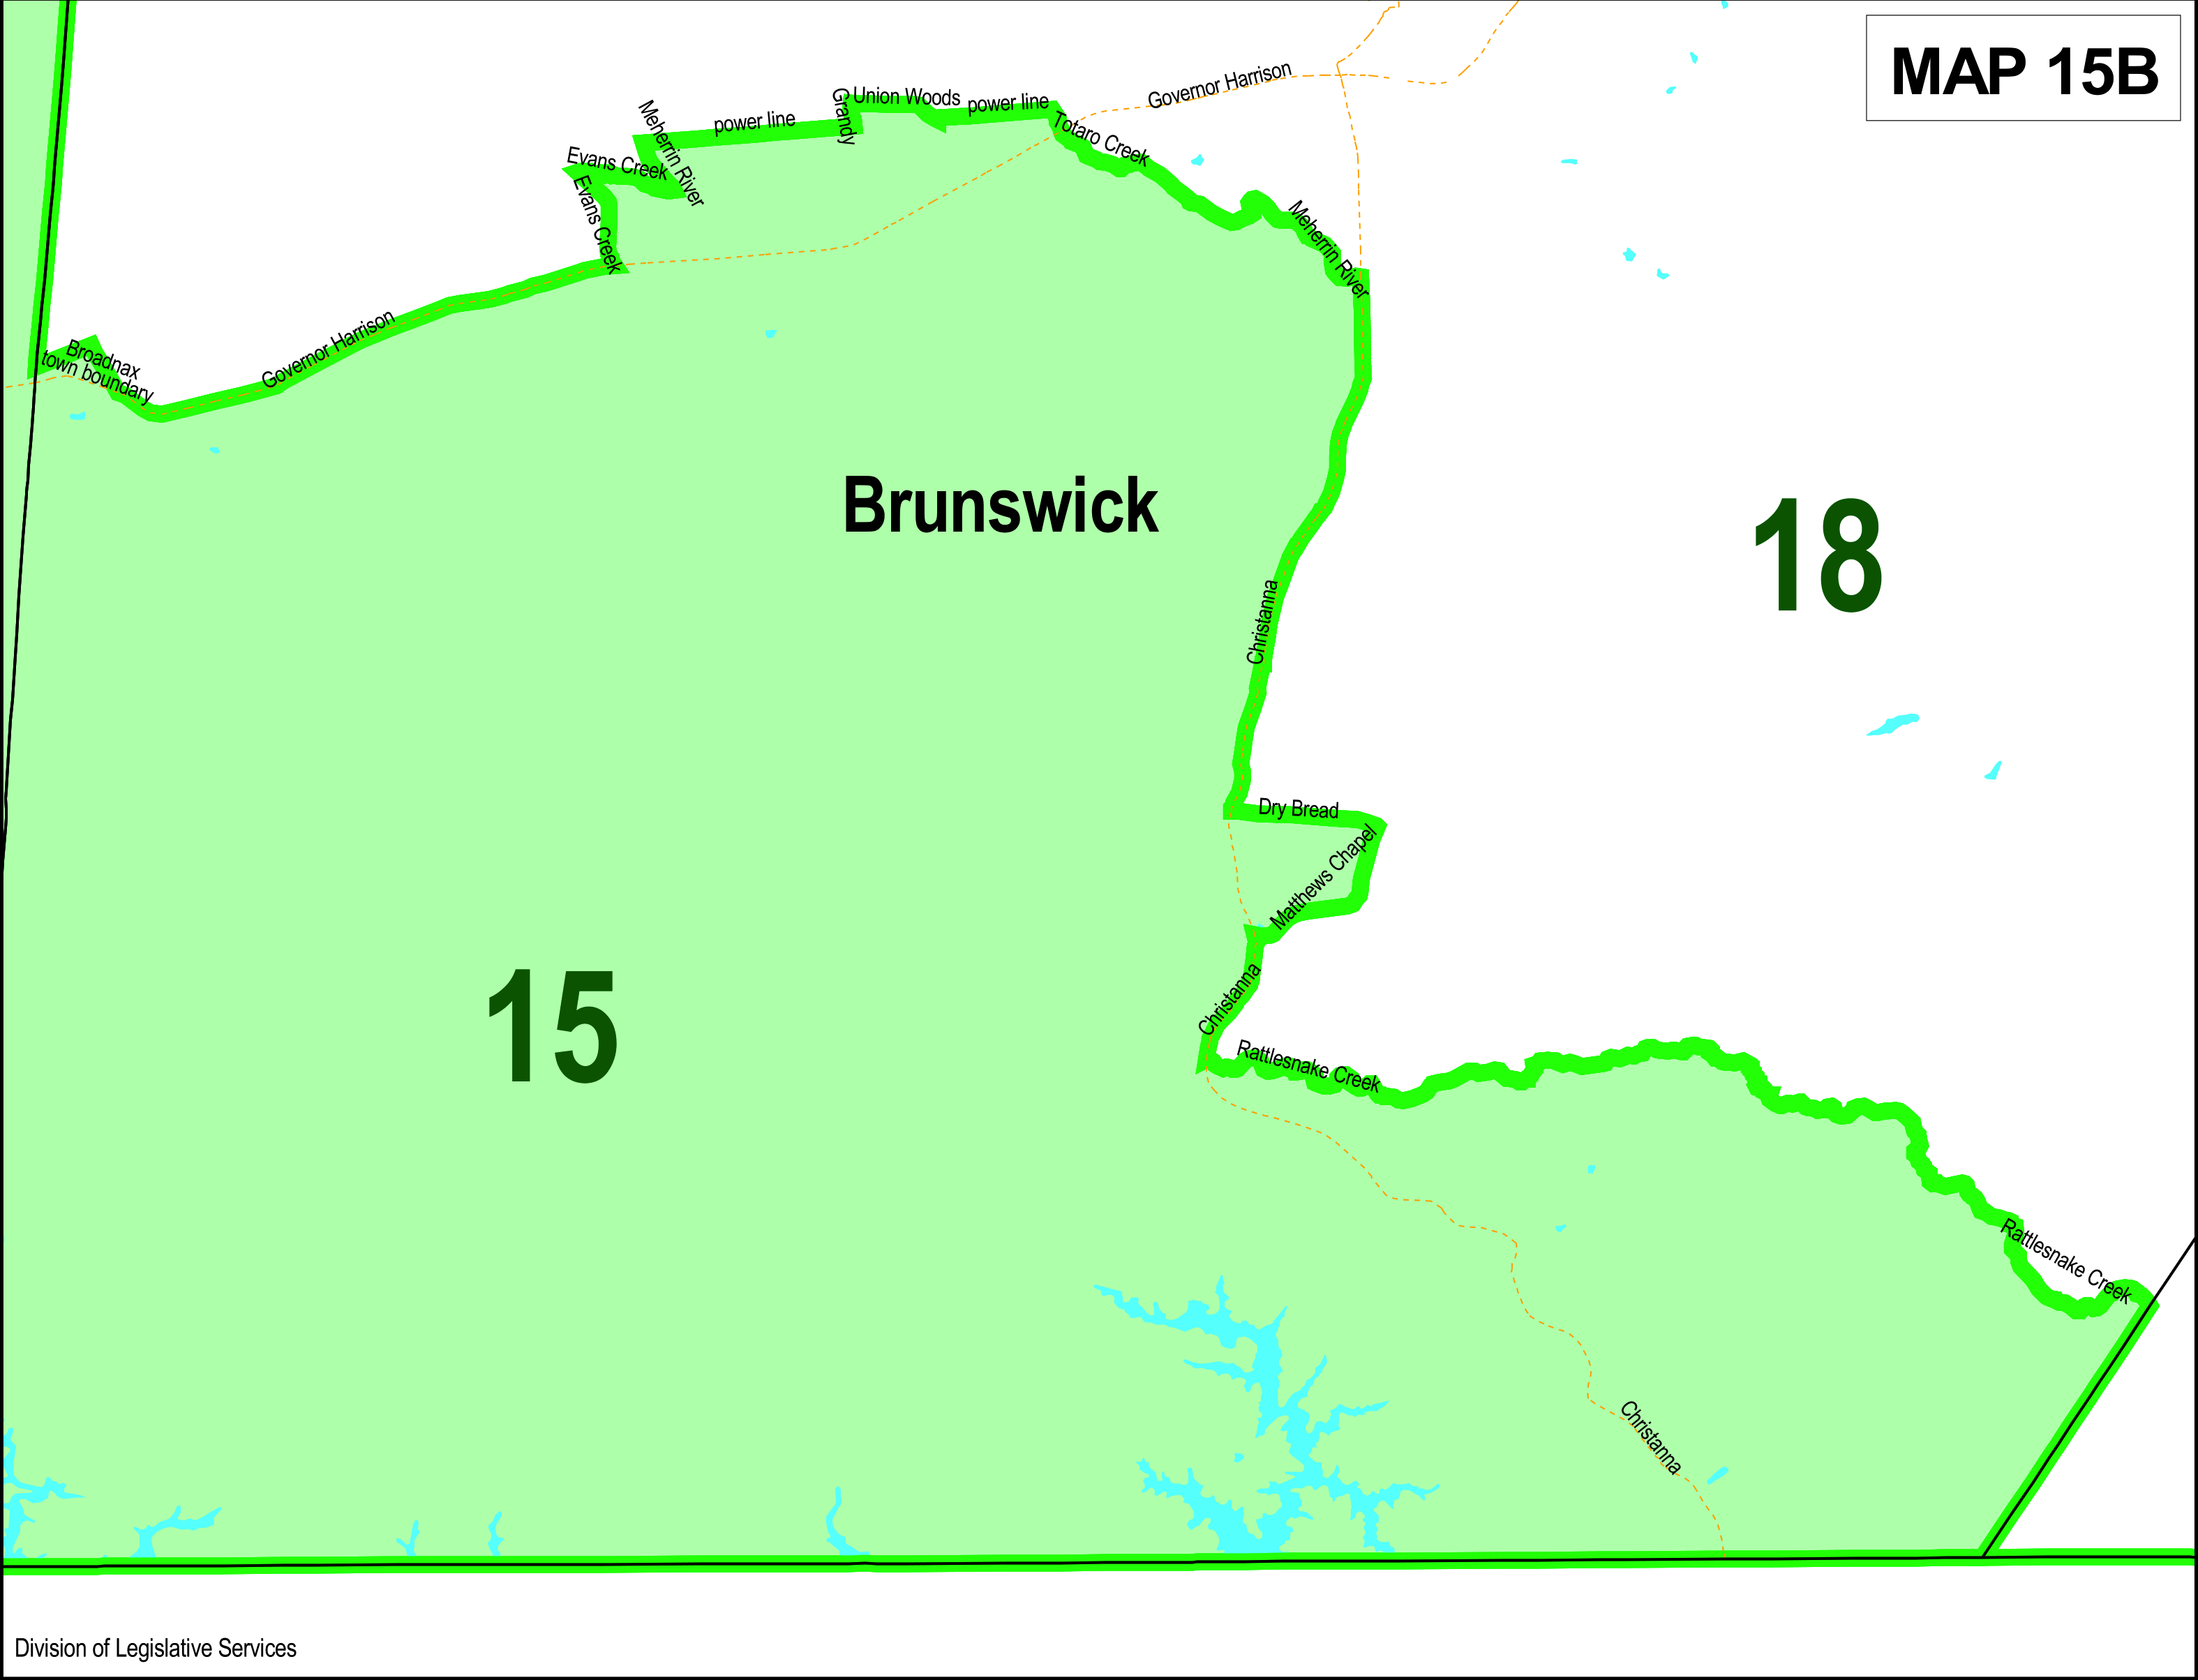 MAP 15B
Governor Harrison
Union Woods
power line
Grandy
power line
Meherrin River
Totaro Creek
Evans Creek
Evans Creek
Meherrin River
Governor Harrison
Broadnax
town boundary
Brunswick
18
Christanna
Dry Bread
Matthews Chapel
15
Christanna
Rattlesnake Creek
Rattlesnake Creek
Christanna
Division of Legislative Services